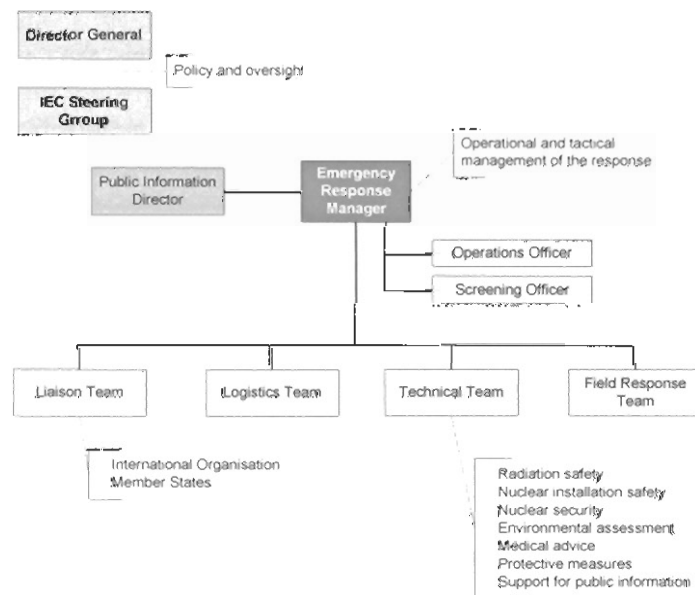 Director General
Policy and oversight
IEC Steering
Grroup
Operational and tactical
management of the response
Public Information
Director
Emergency
Response
Manager
Operations Officer
Screening Officer
Liaison Team
Logistics Team
Technical Team
Field Response
Team
International Organisation
Member States
Radiation safety
Nuclear installation safety
Nuclear security
Environmental assessment
Medical advice
Protective measures
Support for public information